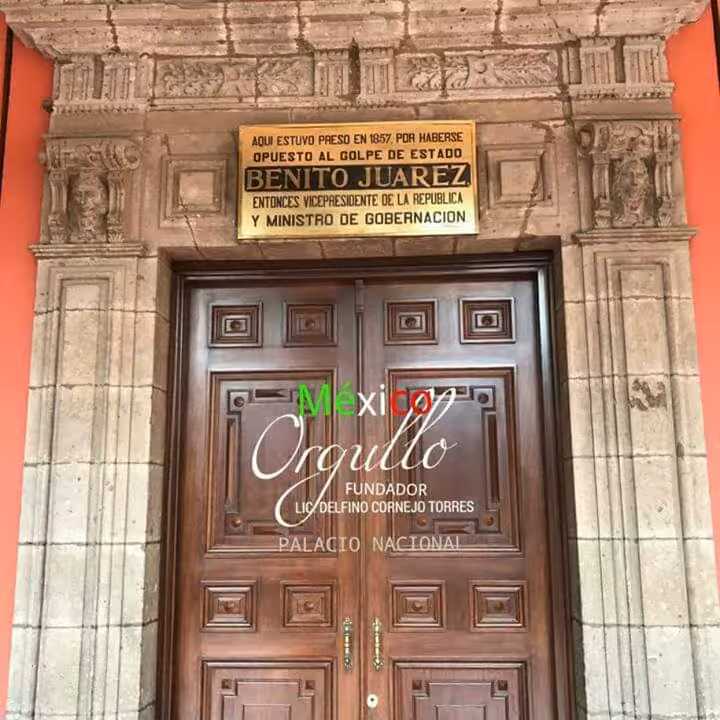 AQUI ESTUVO PRESO EN 1857, POR HABERSE
OPUESTO AL GOLPE DE ESTADO
BENITO JUAREZ,
ENTONCES VICEPRESIDENTE DE LA REPUBLICA
Y MINISTRO DE GOBERNACION
México
Orgullo
FUNDADOR
LIC. DELFINO CORNEJO TORRES
PALACIO NACIONAL